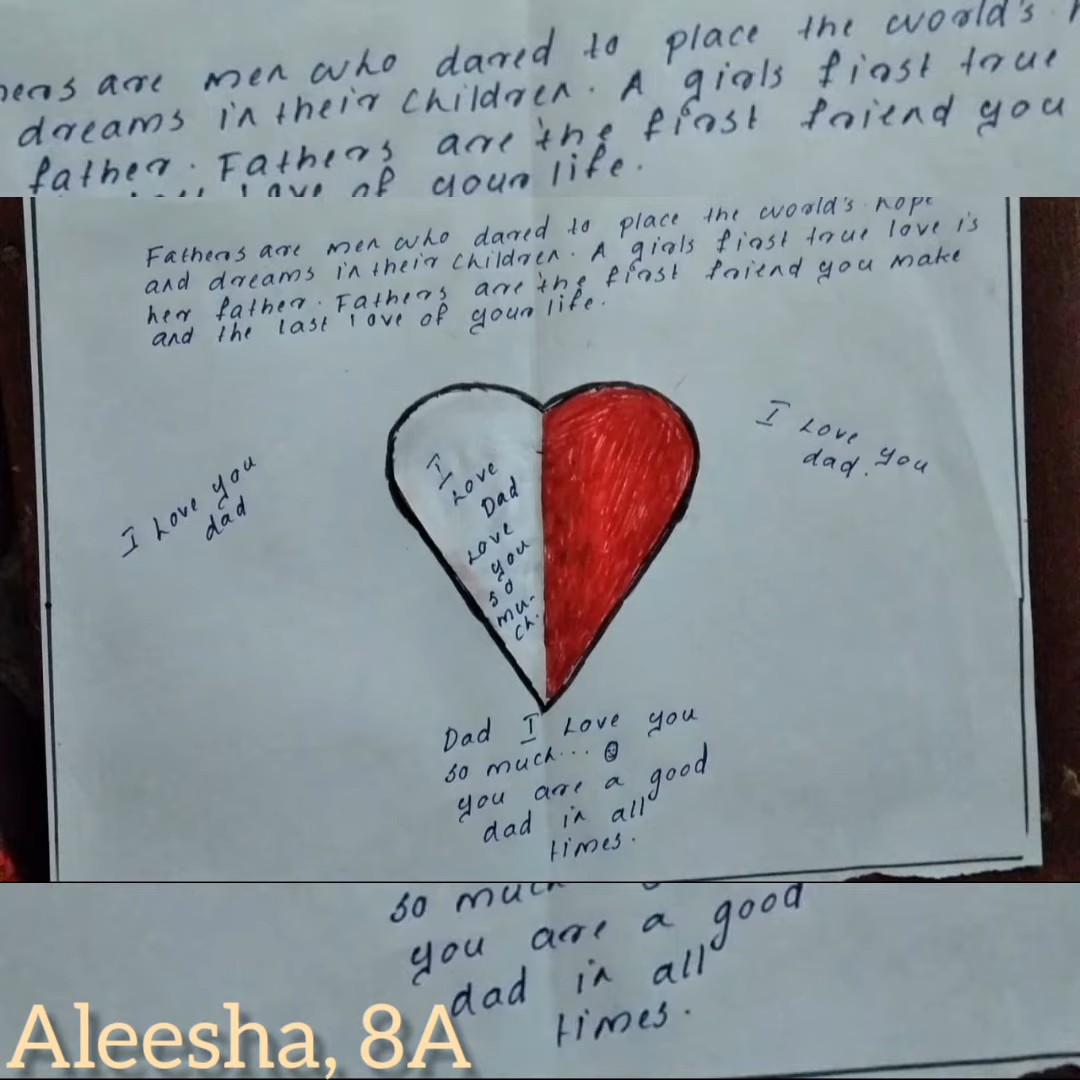 hers are men who dared to place the world's
dreams in their children. A girls first true
father. Fathers are the first friend you
love of your life.
Fathers are men who dared to place the world's hope
and dreams in their children. A girls first true love is
her father. Fathers are the first friend you make
and the last love of your life.
I Love you
dad
I Love you
dad.
I
Love
Dad
Love
you
so
mu-
ch.
Dad I Love you
so much...
you are a good
dad in all
times.
so much
you are a good
dad in all
times.
Aleesha, 8A